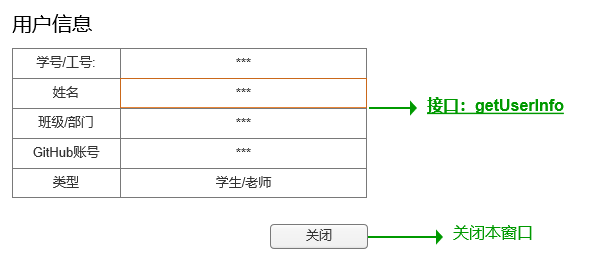 用户信息
学号/工号: ***
姓名 ***
接口：getUserInfo
班级/部门 ***
GitHub账号 ***
类型 学生/老师
关闭 关闭本窗口